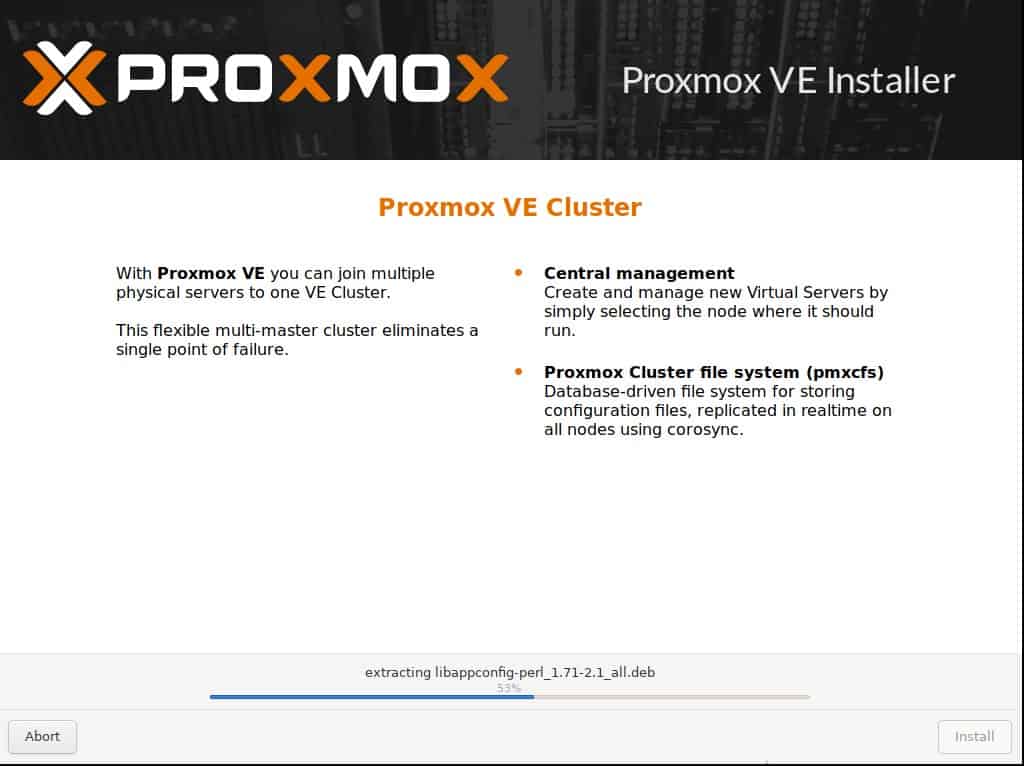 PROXMOX
Proxmox VE Installer
Proxmox VE Cluster
With Proxmox VE you can join multiple
physical servers to one VE Cluster.
This flexible multi-master cluster eliminates a
single point of failure.
Central management
Create and manage new Virtual Servers by
simply selecting the node where it should
run.
Proxmox Cluster file system (pmxcfs)
Database-driven file system for storing
configuration files, replicated in realtime on
all nodes using corosync.
extracting libappconfig-perl_1.71-2.1_all.deb
53%
Abort
Install